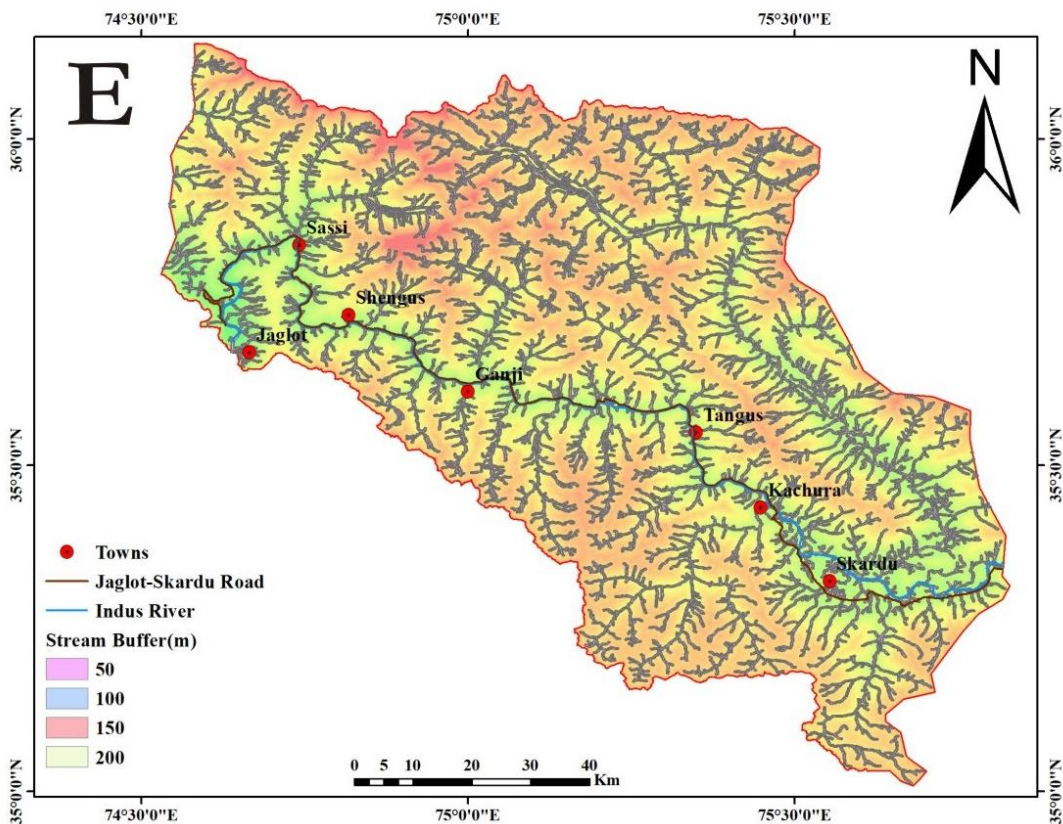 74°30'0"E 75°0'0"E 75°30'0"E
E
N
36°0'0"N 36°0'0"N
Sassi
Shengus
Jaglot
Ganji
Tangus
35°30'0"N 35°30'0"N
Kachura
Skardu
Towns
Jaglot-Skardu Road
Indus River
Stream Buffer(m)
50
100
150
200
0 5 10 20 30 40
Km
35°0'0"N 35°0'0"N
74°30'0"E 75°0'0"E 75°30'0"E